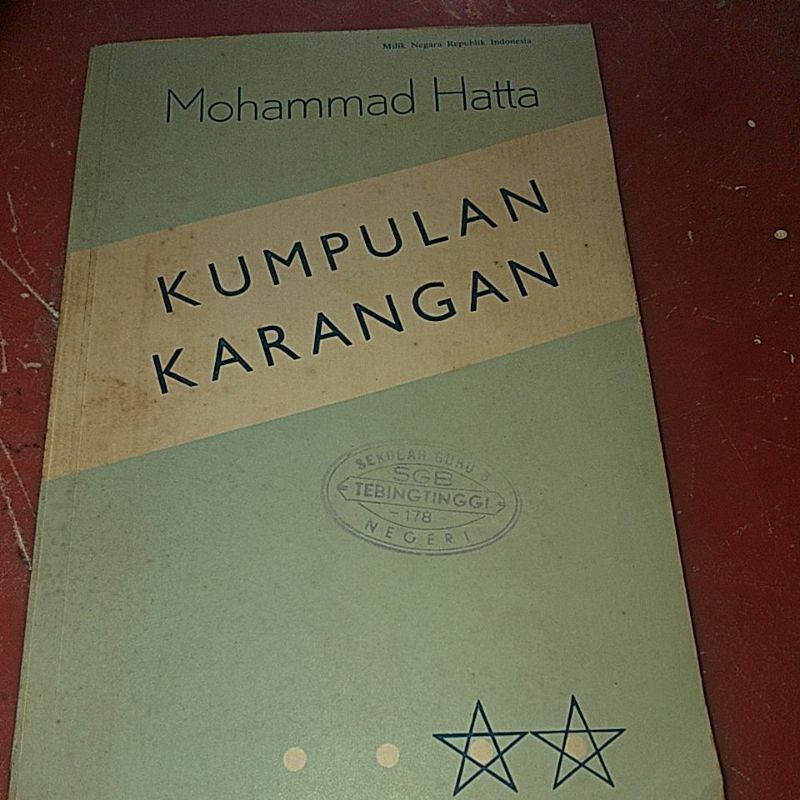 Milik Negara Republik Indonesia
Mohammad Hatta
KUMPULAN
KARANGAN
SEKOLAH GURU B
SGB
TEBINGTINGGI
-178
NEGERI